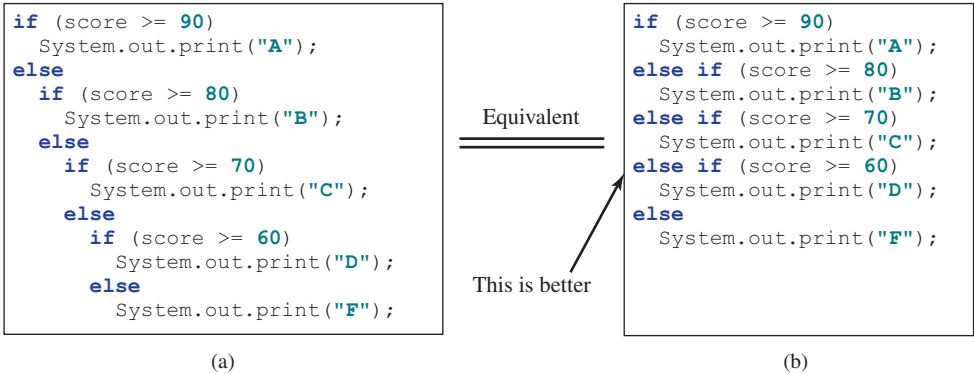 if (score >= 90)
  System.out.print("A");
else
  if (score >= 80)
    System.out.print("B");
  else
    if (score >= 70)
      System.out.print("C");
    else
      if (score >= 60)
        System.out.print("D");
      else
        System.out.print("F");
(a)
Equivalent
This is better
if (score >= 90)
  System.out.print("A");
else if (score >= 80)
  System.out.print("B");
else if (score >= 70)
  System.out.print("C");
else if (score >= 60)
  System.out.print("D");
else
  System.out.print("F");
(b)